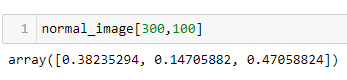 1 normal_image[300,100]
array([0.38235294, 0.14705882, 0.47058824])